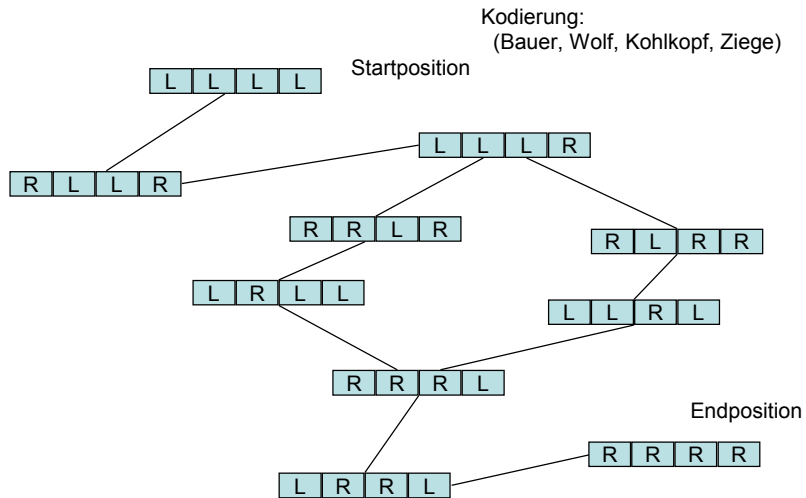 Kodierung:
(Bauer, Wolf, Kohlkopf, Ziege)
Startposition
L L L L
L L L R
R L L R
R R L R
R L R R
L R L L
L L R L
R R R L
Endposition
R R R R
L R R L